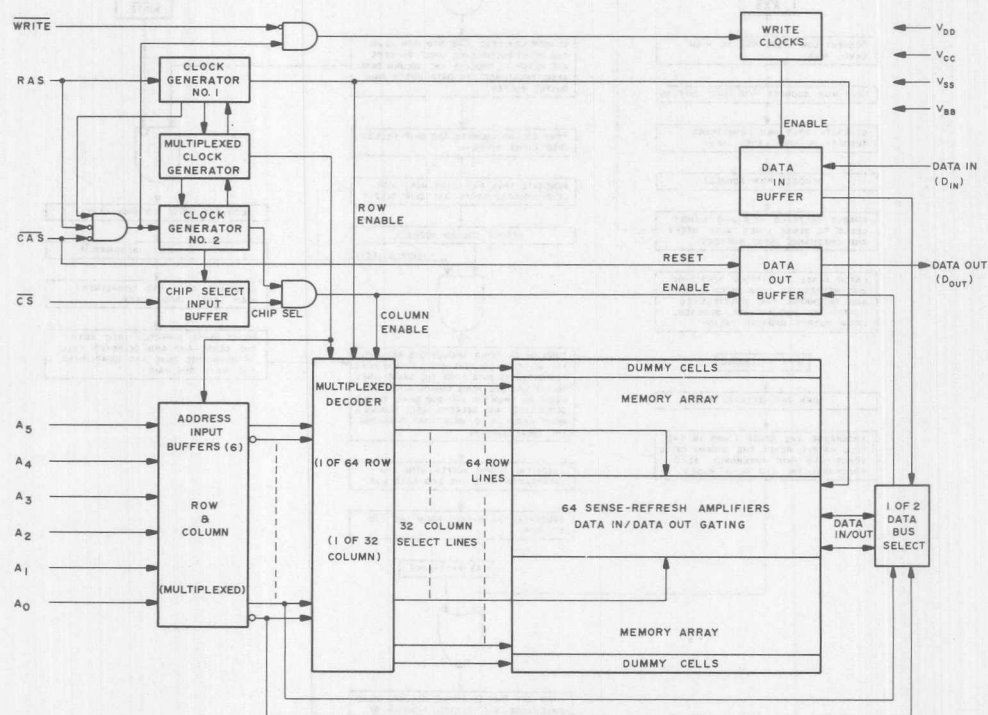 WRITE
RAS
CAS
CS
CLOCK
GENERATOR
NO. 1
MULTIPLEXED
CLOCK
GENERATOR
CLOCK
GENERATOR
NO. 2
CHIP SELECT
INPUT
BUFFER
CHIP SEL
ROW
ENABLE
COLUMN
ENABLE
WRITE
CLOCKS
ENABLE
DATA
IN
BUFFER
RESET
ENABLE
DATA
OUT
BUFFER
VDD
VCC
VSS
VBB
DATA IN
(DIN)
DATA OUT
(DOUT)
A5
A4
A3
A2
A1
A0
ADDRESS
INPUT
BUFFERS (6)
ROW
&
COLUMN
(MULTIPLEXED)
MULTIPLEXED
DECODER
(1 OF 64 ROW)
(1 OF 32
COLUMN)
64 ROW
LINES
32 COLUMN
SELECT LINES
DUMMY CELLS
MEMORY ARRAY
64 SENSE-REFRESH AMPLIFIERS
DATA IN/DATA OUT GATING
MEMORY ARRAY
DUMMY CELLS
DATA
IN/OUT
1 OF 2
DATA
BUS
SELECT